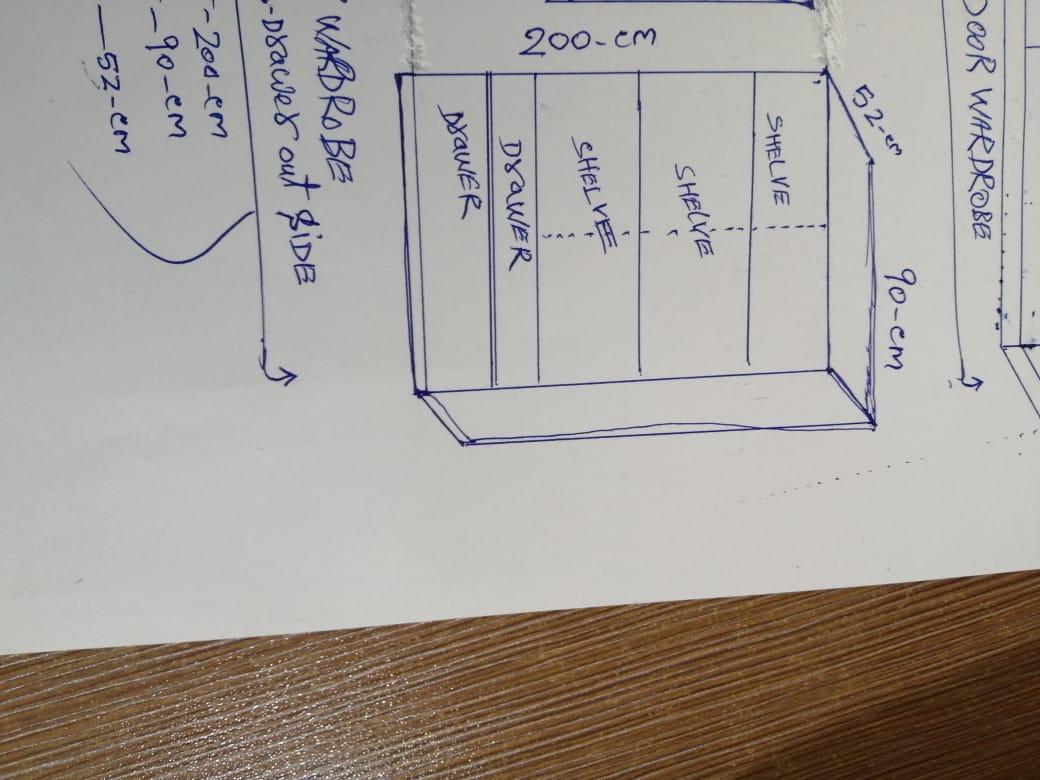 DOOR WARDROBE
52-cm
90-cm
SHELVE
SHELVE
SHELVEE
200-cm
DRAWER
DRAWER
WARDROBE
-Drawer out SIDE
-200-cm
-90-cm
-52-cm